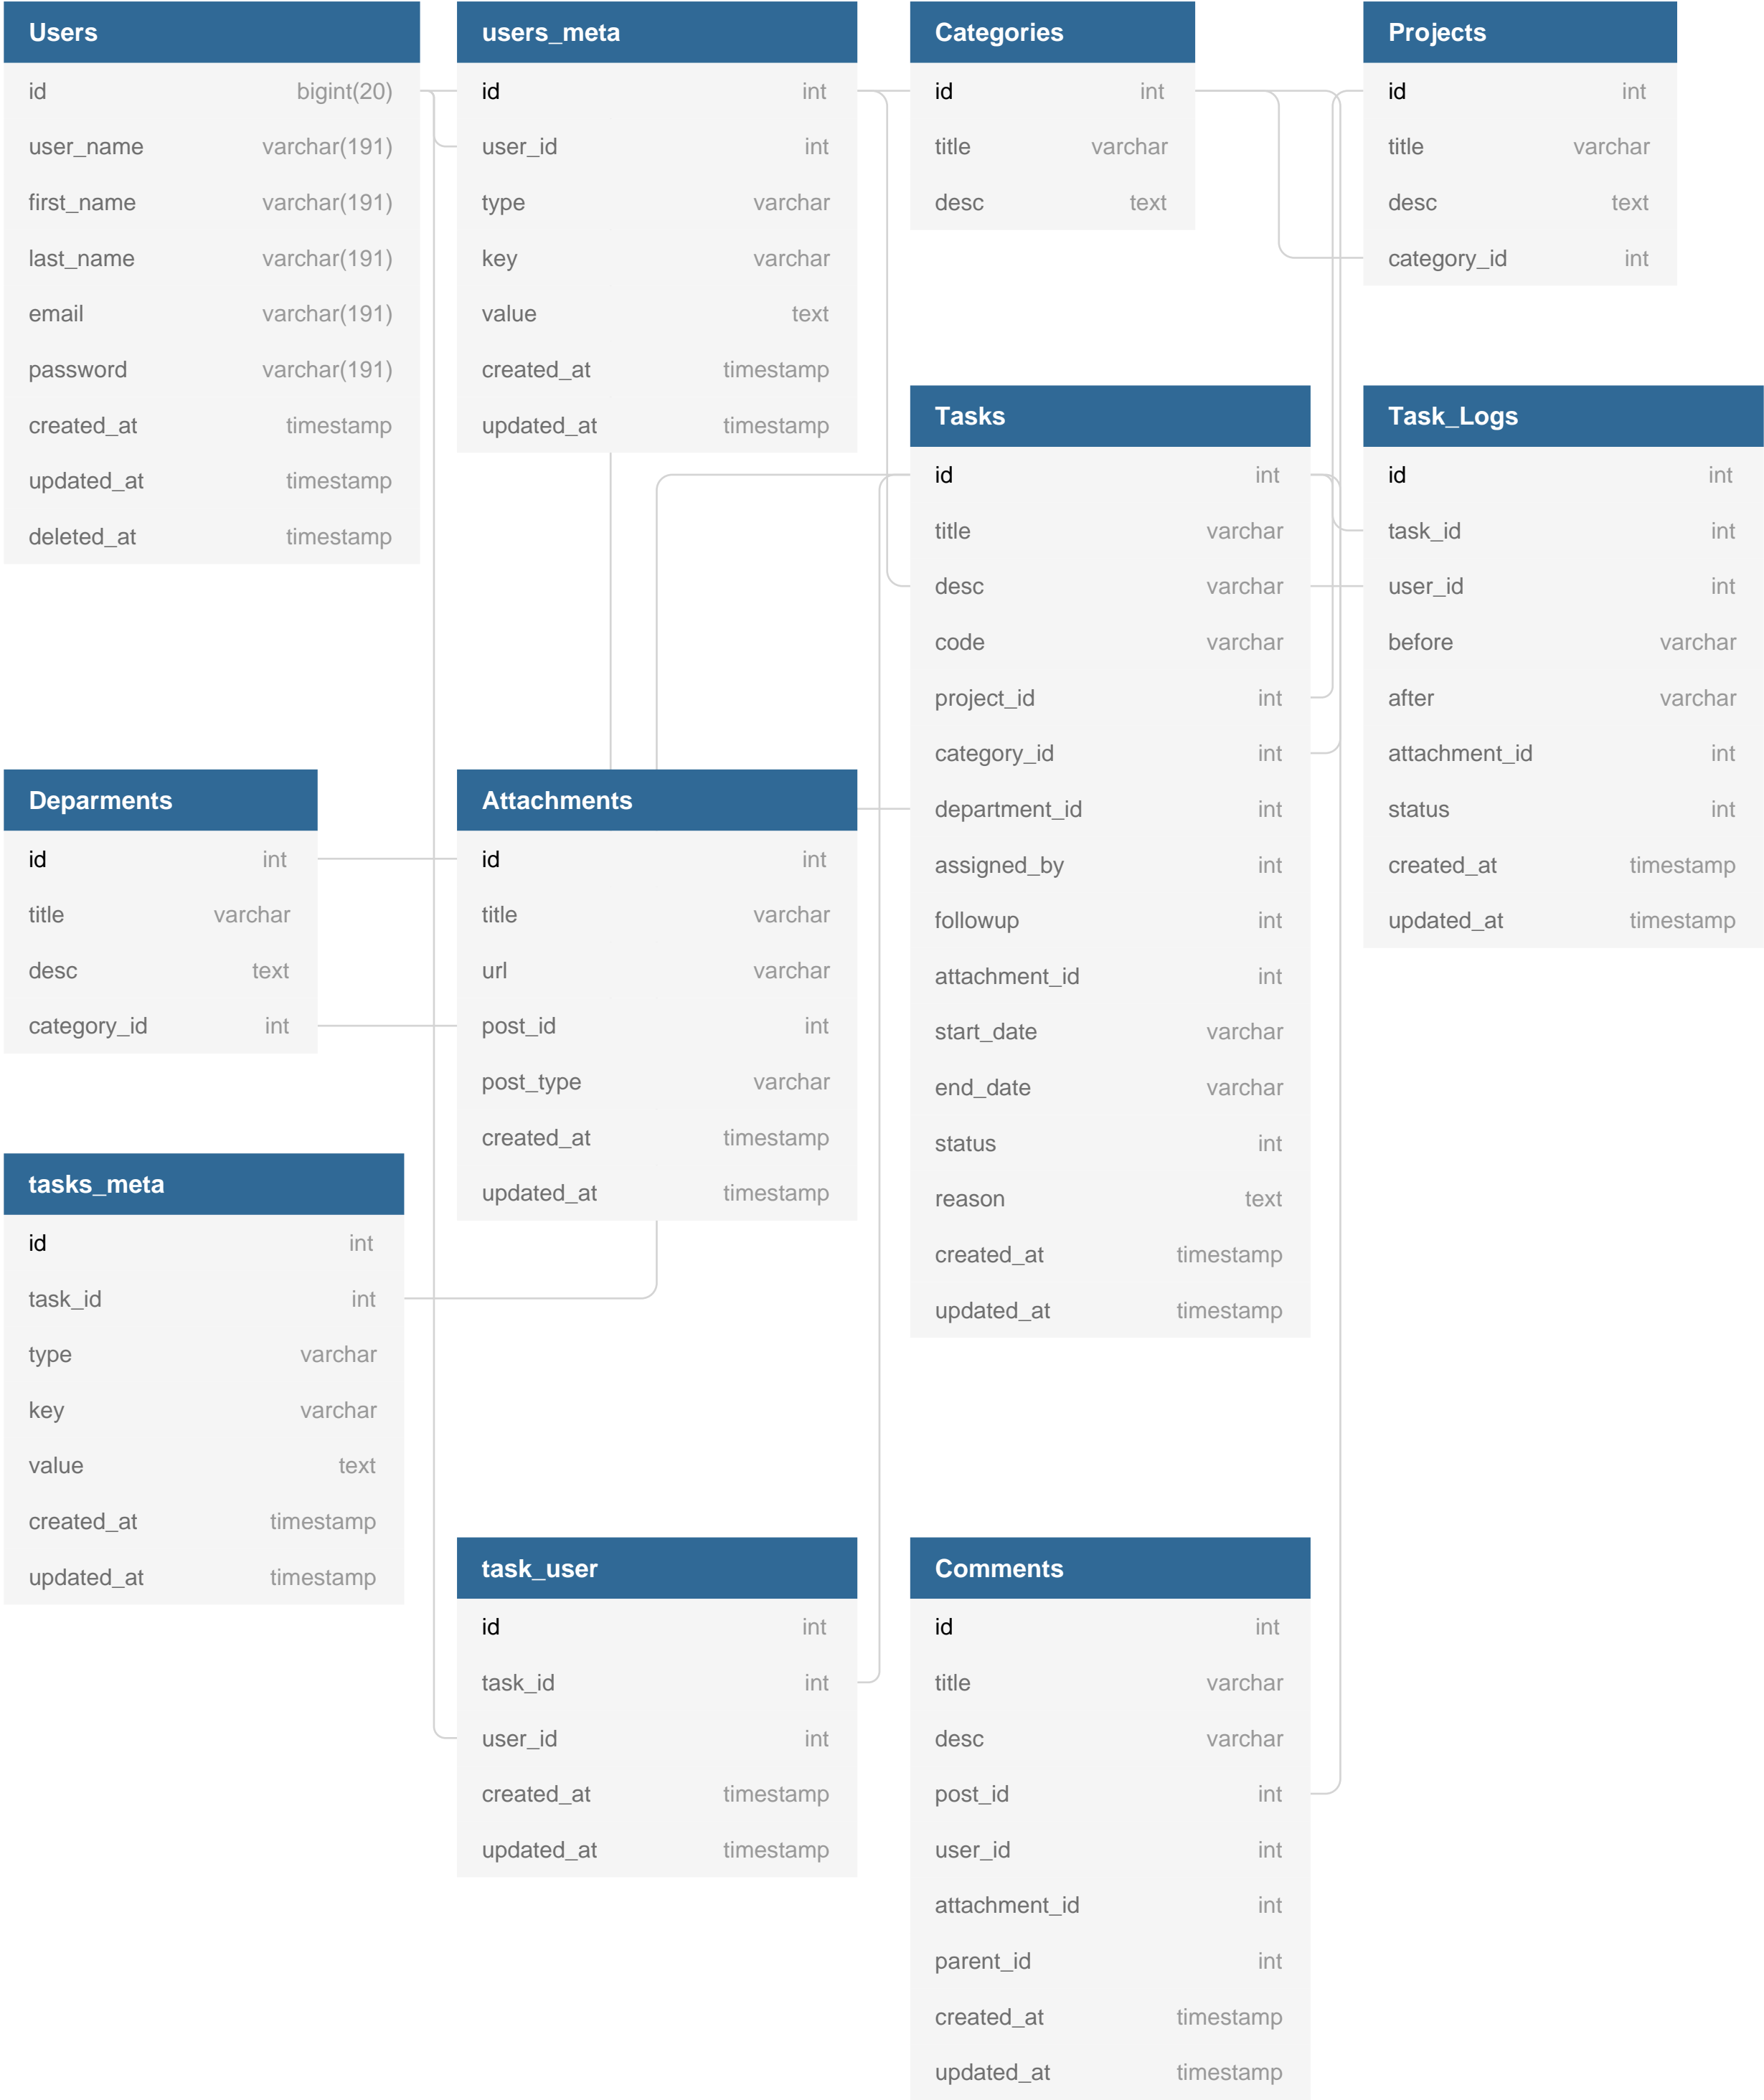 Users
id bigint(20)
user_name varchar(191)
first_name varchar(191)
last_name varchar(191)
email varchar(191)
password varchar(191)
created_at timestamp
updated_at timestamp
deleted_at timestamp
users_meta
id int
user_id int
type varchar
key varchar
value text
created_at timestamp
updated_at timestamp
Categories
id int
title varchar
desc text
Projects
id int
title varchar
desc text
category_id int
Tasks
id int
title varchar
desc varchar
code varchar
project_id int
category_id int
department_id int
assigned_by int
followup int
attachment_id int
start_date varchar
end_date varchar
status int
reason text
created_at timestamp
updated_at timestamp
Task_Logs
id int
task_id int
user_id int
before varchar
after varchar
attachment_id int
status int
created_at timestamp
updated_at timestamp
Deparments
id int
title varchar
desc text
category_id int
Attachments
id int
title varchar
url varchar
post_id int
post_type varchar
created_at timestamp
updated_at timestamp
tasks_meta
id int
task_id int
type varchar
key varchar
value text
created_at timestamp
updated_at timestamp
task_user
id int
task_id int
user_id int
created_at timestamp
updated_at timestamp
Comments
id int
title varchar
desc varchar
post_id int
user_id int
attachment_id int
parent_id int
created_at timestamp
updated_at timestamp